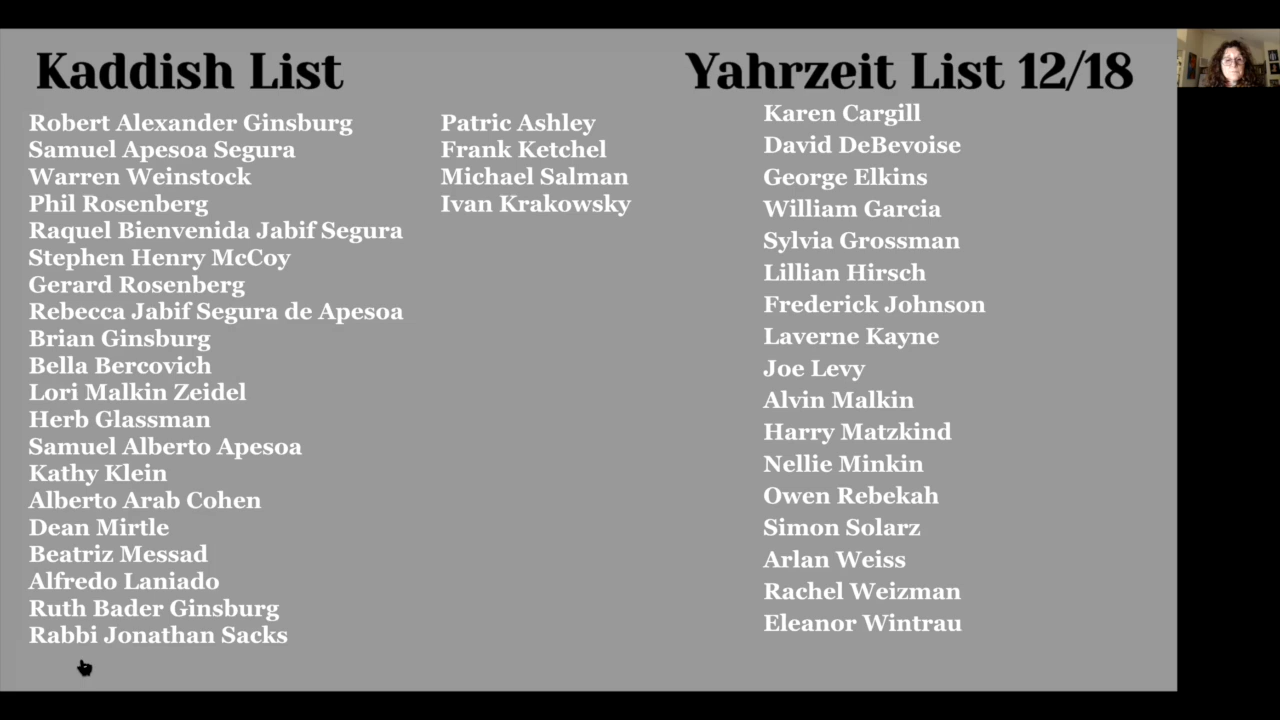 Kaddish List
Robert Alexander Ginsburg
Samuel Apesoa Segura
Warren Weinstock
Phil Rosenberg
Raquel Bienvenida Jabif Segura
Stephen Henry McCoy
Gerard Rosenberg
Rebecca Jabif Segura de Apesoa
Brian Ginsburg
Bella Bercovich
Lori Malkin Zeidel
Herb Glassman
Samuel Alberto Apesoa
Kathy Klein
Alberto Arab Cohen
Dean Mirtle
Beatriz Messad
Alfredo Laniado
Ruth Bader Ginsburg
Rabbi Jonathan Sacks
Patric Ashley
Frank Ketchel
Michael Salman
Ivan Krakowsky
Yahrzeit List 12/18
Karen Cargill
David DeBevoise
George Elkins
William Garcia
Sylvia Grossman
Lillian Hirsch
Frederick Johnson
Laverne Kayne
Joe Levy
Alvin Malkin
Harry Matzkind
Nellie Minkin
Owen Rebekah
Simon Solarz
Arlan Weiss
Rachel Weizman
Eleanor Wintrau